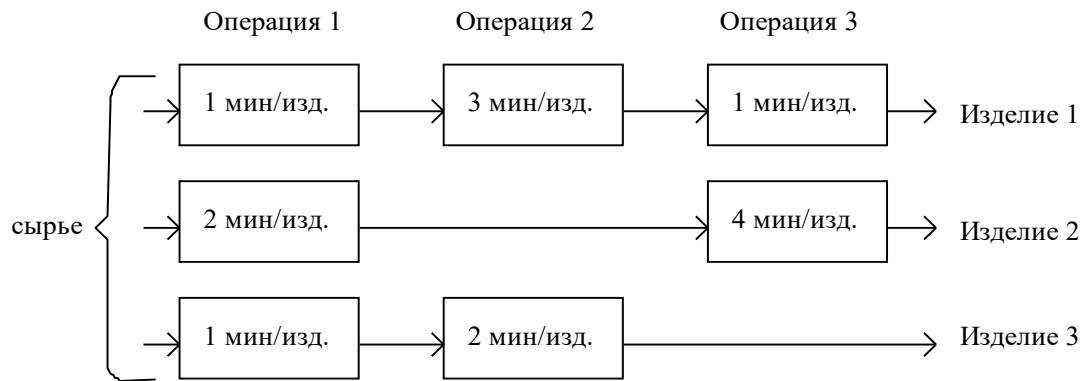 Операция 1 Операция 2 Операция 3
1 мин/изд. 3 мин/изд. 1 мин/изд. Изделие 1
сырье 2 мин/изд. 4 мин/изд. Изделие 2
1 мин/изд. 2 мин/изд. Изделие 3